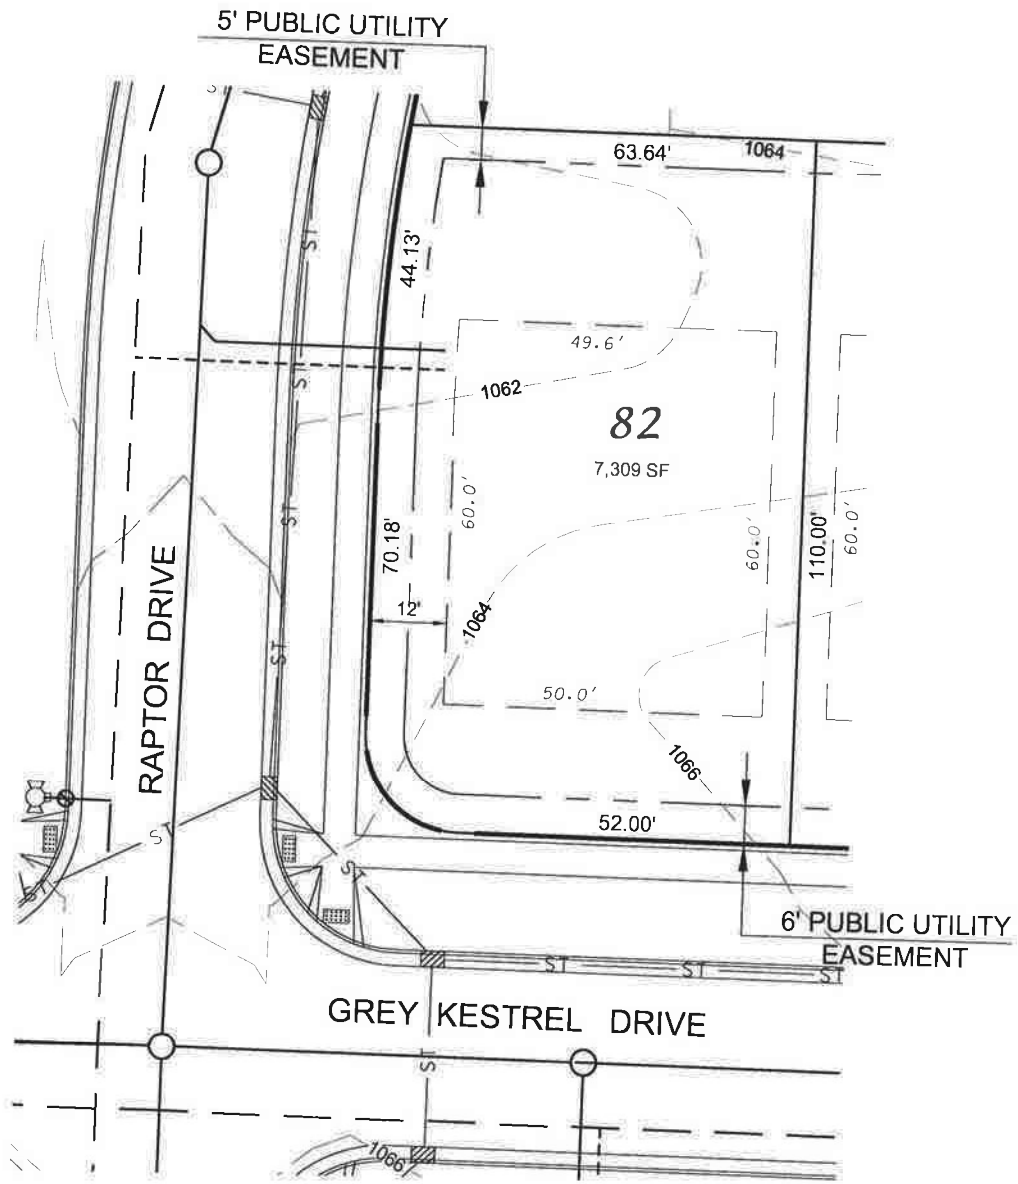 5' PUBLIC UTILITY
EASEMENT
63.64'
1064
ST
44.13'
49.6'
1062
ST
82
7,309 SF
60.0'
ST
70.18'
60.0'
110.00'
60.0'
RAPTOR DRIVE
12'
1064
ST
50.0'
1066
52.00'
ST
ST
6' PUBLIC UTILITY
EASEMENT
ST
ST
ST
GREY KESTREL DRIVE
ST
1066